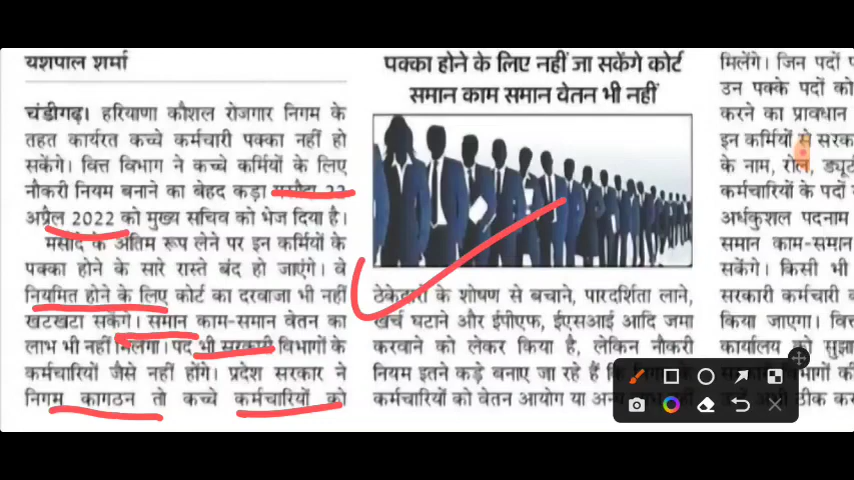 यशपाल शर्मा
चंडीगढ़। हरियाणा कौशल रोजगार निगम के
तहत कार्यरत कच्चे कर्मचारी पक्का नहीं हो
सकेंगे। वित्त विभाग ने कच्चे कर्मियों के लिए
नौकरी नियम बनाने का बेहद कड़ा मसौदा 22
अप्रैल 2022 को मुख्य सचिव को भेज दिया है।
मसौदे के अंतिम रूप लेने पर इन कर्मियों के
पक्का होने के सारे रास्ते बंद हो जाएंगे। वे
नियमित होने के लिए कोर्ट का दरवाजा भी नहीं
खटखटा सकेंगे। समान काम-समान वेतन का
लाभ भी नहीं मिलेगा। पद भी सरकारी विभागों के
कर्मचारियों जैसे नहीं होंगे। प्रदेश सरकार ने
निगम का गठन तो कच्चे कर्मचारियों को
पक्का होने के लिए नहीं जा सकेंगे कोर्ट
समान काम समान वेतन भी नहीं
ठेकेदारी के शोषण से बचाने, पारदर्शिता लाने,
खर्च घटाने और ईपीएफ, ईएसआई आदि जमा
करवाने को लेकर किया है, लेकिन नौकरी
नियम इतने कड़े बनाए जा रहे हैं कि
कर्मचारियों को वेतन आयोग या अन्य
मिलेंगे। जिन पदों
उन पक्के पदों को
करने का प्रावधान
इन कर्मियों से
के नाम, रोल,
कर्मचारियों के पदों
अर्धकुशल पदनाम
समान काम-समान
सकेंगे। किसी भी
सरकारी कर्मचारी
किया जाएगा।
कार्यालय को
ठीक